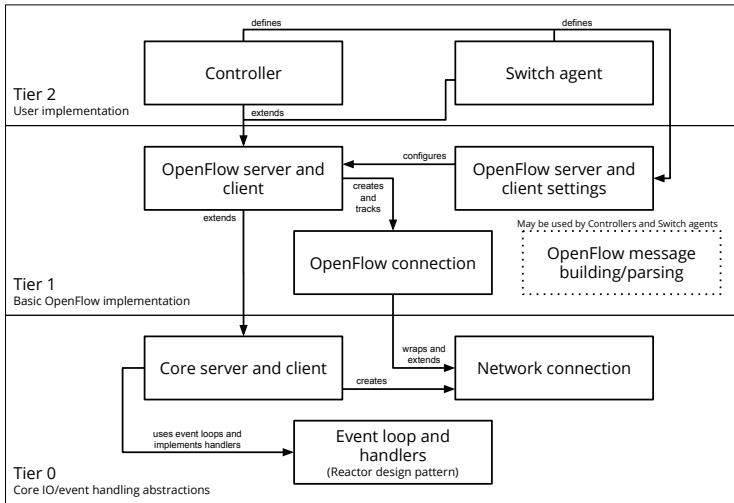 defines
defines
Controller
Switch agent
Tier 2
User implementation
extends
OpenFlow server and
client
configures
OpenFlow server and
client settings
extends
creates
and
tracks
May be used by Controllers and Switch agents
OpenFlow message
building/parsing
OpenFlow connection
Tier 1
Basic OpenFlow implementation
wraps and
extends
Core server and client
creates
Network connection
uses event loops and
implements handlers
Event loop and
handlers
(Reactor design pattern)
Tier 0
Core IO/event handling abstractions